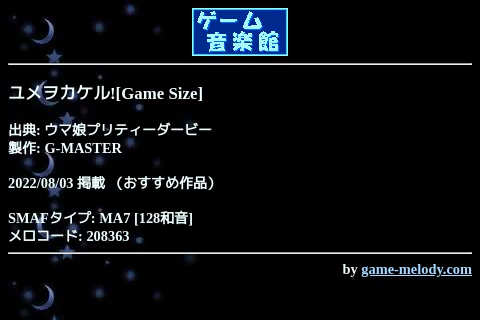 ゲーム
音楽館
ユメヲカケル![Game Size]
出典: ウマ娘プリティーダービー
製作: G-MASTER
2022/08/03 掲載 （おすすめ作品）
SMAFタイプ: MA7 [128和音]
メロコード: 208363
by game-melody.com